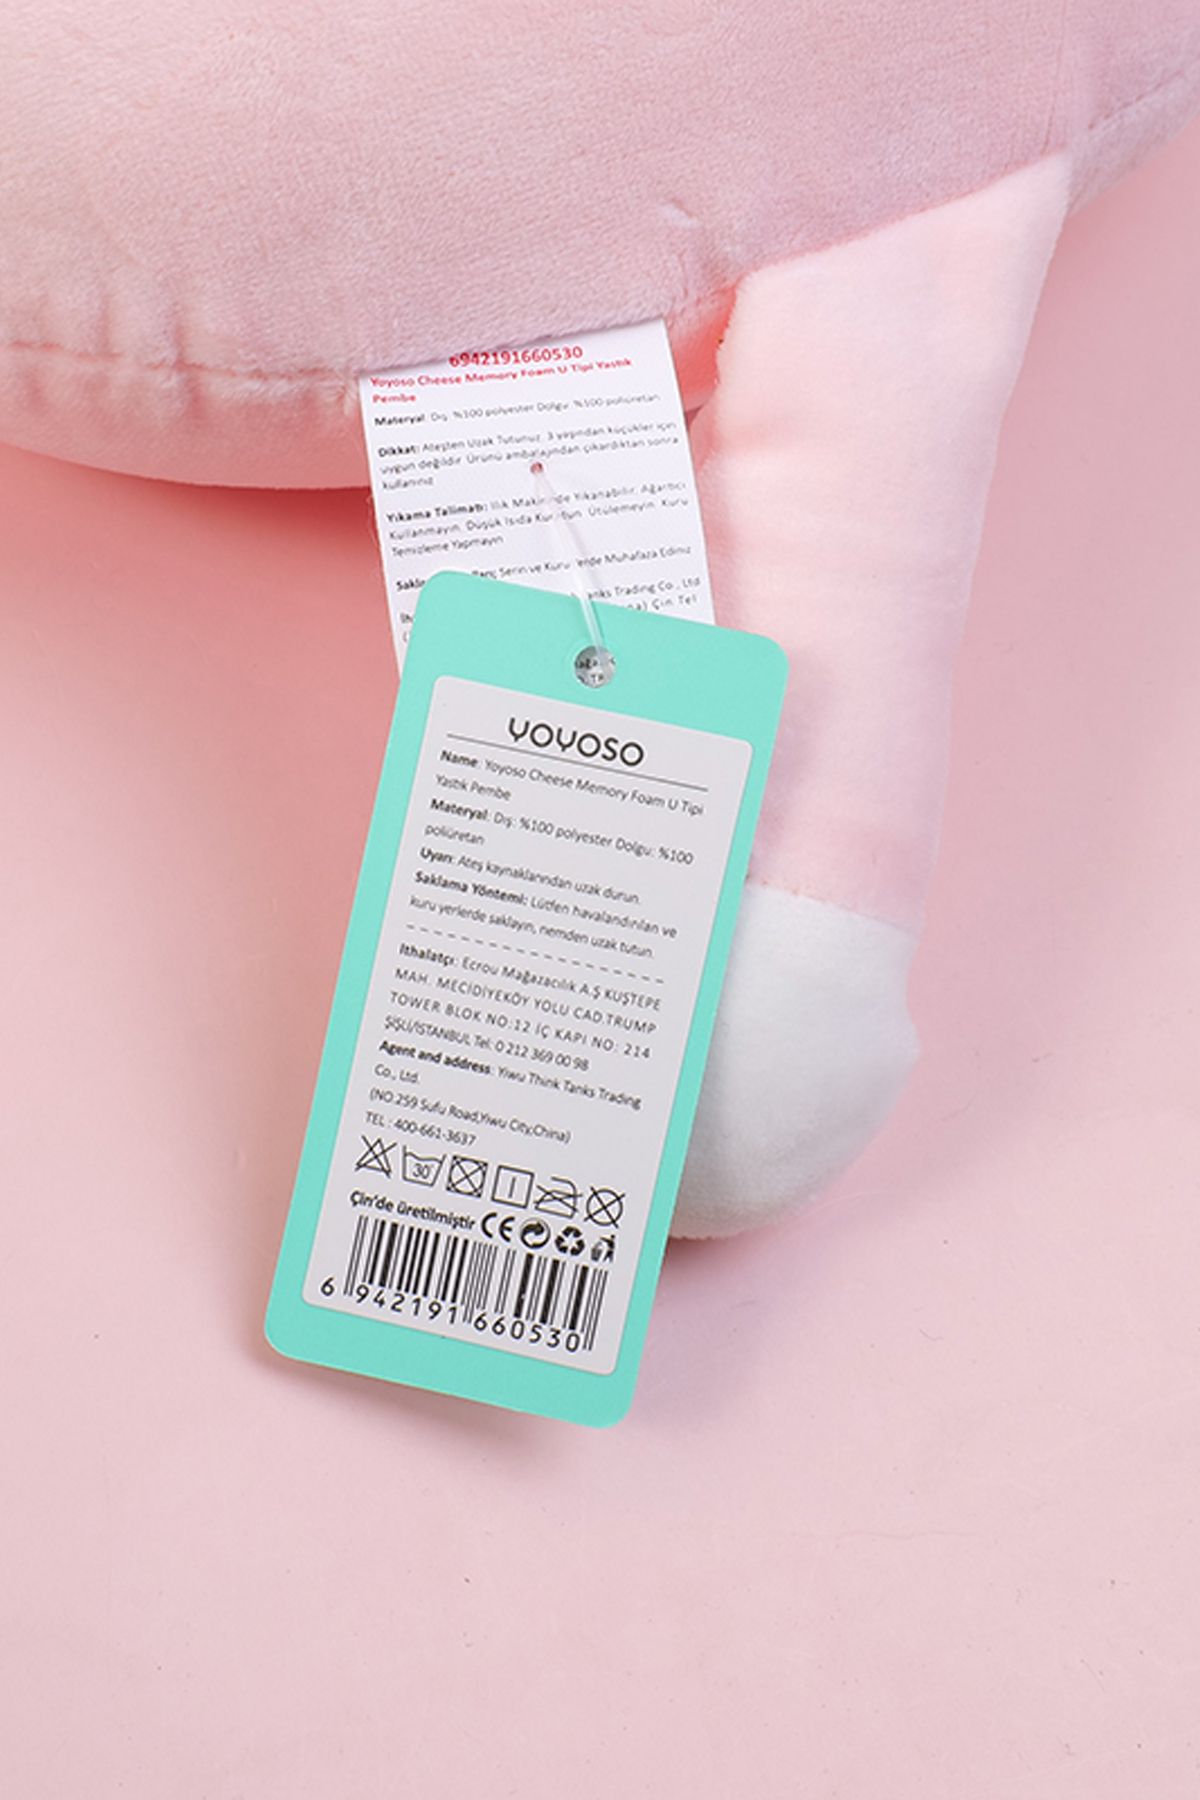 6942191660530
Yoyoso Cheese Memory Foam U Tipi Yastık
Pembe
Materyal: Dış: %100 polyester Dolgu: %100 poliüretan
Dikkat: Ateşten Uzak Tutunuz. 3 yaşından küçükler için
uygun değildir. Ürünü ambalajından çıkardıktan sonra
kullanınız
Yıkama Talimatı: Ilık Makinede Yıkanabilir. Ağartıcı
Kullanmayın. Düşük Isıda Kurutun. Ütülemeyin. Kuru
Temizleme Yapmayın
Serin ve Kuru Muhafaza Ediniz
Trading Co., Ltd
Çin Tel
YOYOSO
Name: Yoyoso Cheese Memory Foam U Tipi
Yastık Pembe
Materyal: Dış: %100 polyester Dolgu: %100
poliüretan
Uyarı: Ateş kaynaklarından uzak durun.
Saklama Yöntemi: Lütfen havalandırılan ve
kuru yerlerde saklayın, nemden uzak tutun.
Ithalatçı: Ecrou Mağazacılık A.Ş KUŞTEPE
MAH. MECİDİYEKÖY YOLU CAD.TRUMP
TOWER BLOK NO:12 İÇ KAPI NO: 214
ŞİŞLİ/İSTANBUL Tel: 0 212 369 00 98
Agent and address: Yiwu Think Tanks Trading
Co., Ltd.
(NO.259 Sufu Road,Yiwu City,China)
TEL : 400-661-3637
30°
Çin'de üretilmiştir CE
6 942191 660530